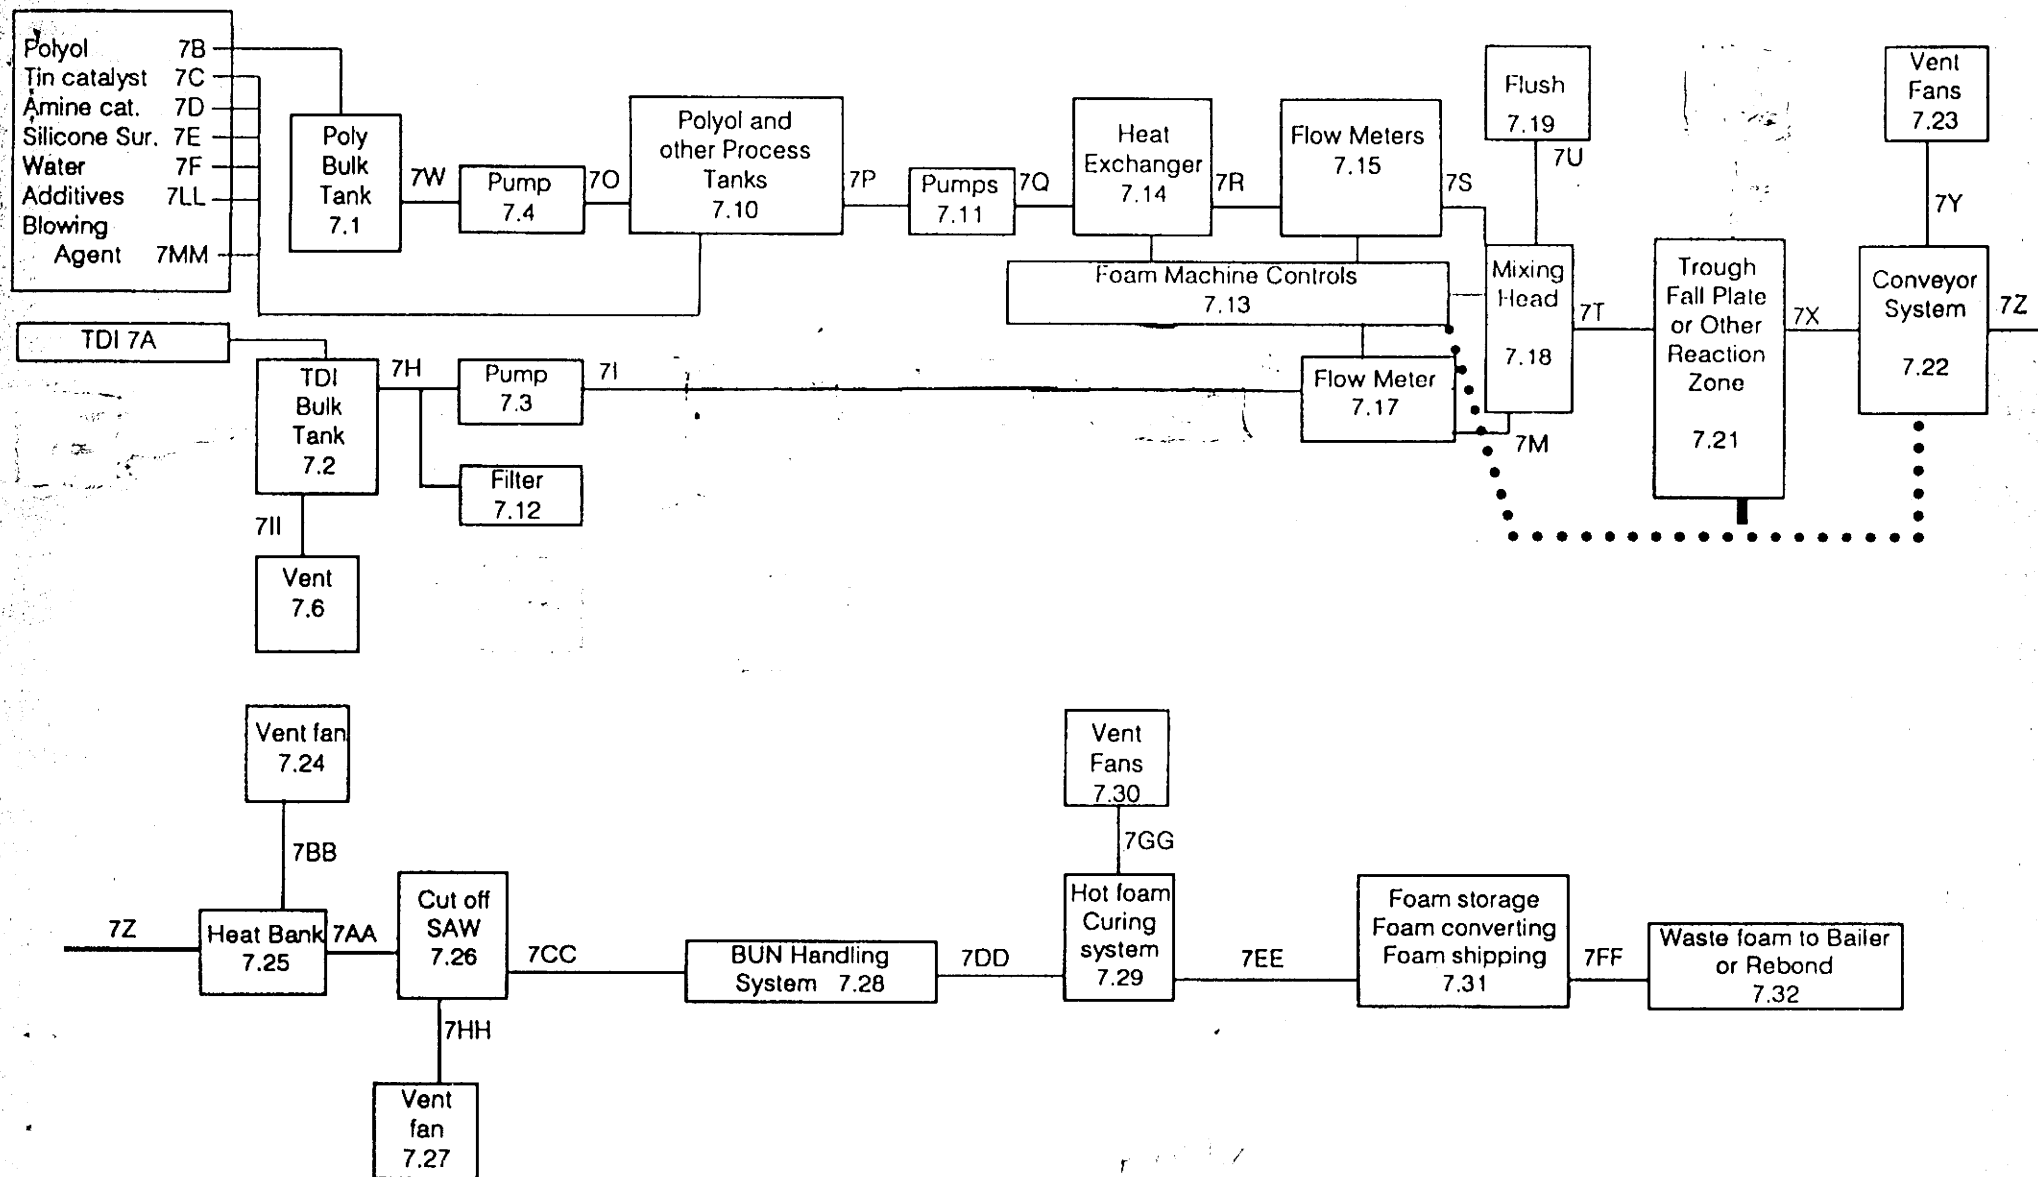 Polyol 7B
Tin catalyst 7C
Amine cat. 7D
Silicone Sur. 7E
Water 7F
Additives 7LL
Blowing
Agent 7MM
TDI 7A
Poly
Bulk
Tank
7.1
7W
Pump
7.4
7O
Polyol and
other Process
Tanks
7.10
7P
Pumps
7.11
7Q
Heat
Exchanger
7.14
7R
Flow Meters
7.15
7S
Flush
7.19
7U
Vent
Fans
7.23
7Y
Foam Machine Controls
7.13
Mixing
Head
7.18
7T
Trough
Fall Plate
or Other
Reaction
Zone
7.21
7X
Conveyor
System
7.22
7Z
TDI
Bulk
Tank
7.2
7H
Pump
7.3
7I
Flow Meter
7.17
7M
Filter
7.12
7II
Vent
7.6
Vent fan
7.24
7BB
7Z
Heat Bank
7.25
7AA
Cut off
SAW
7.26
7CC
7HH
Vent
fan
7.27
BUN Handling
System 7.28
7DD
Vent
Fans
7.30
7GG
Hot foam
Curing
system
7.29
7EE
Foam storage
Foam converting
Foam shipping
7.31
7FF
Waste foam to Bailer
or Rebond
7.32